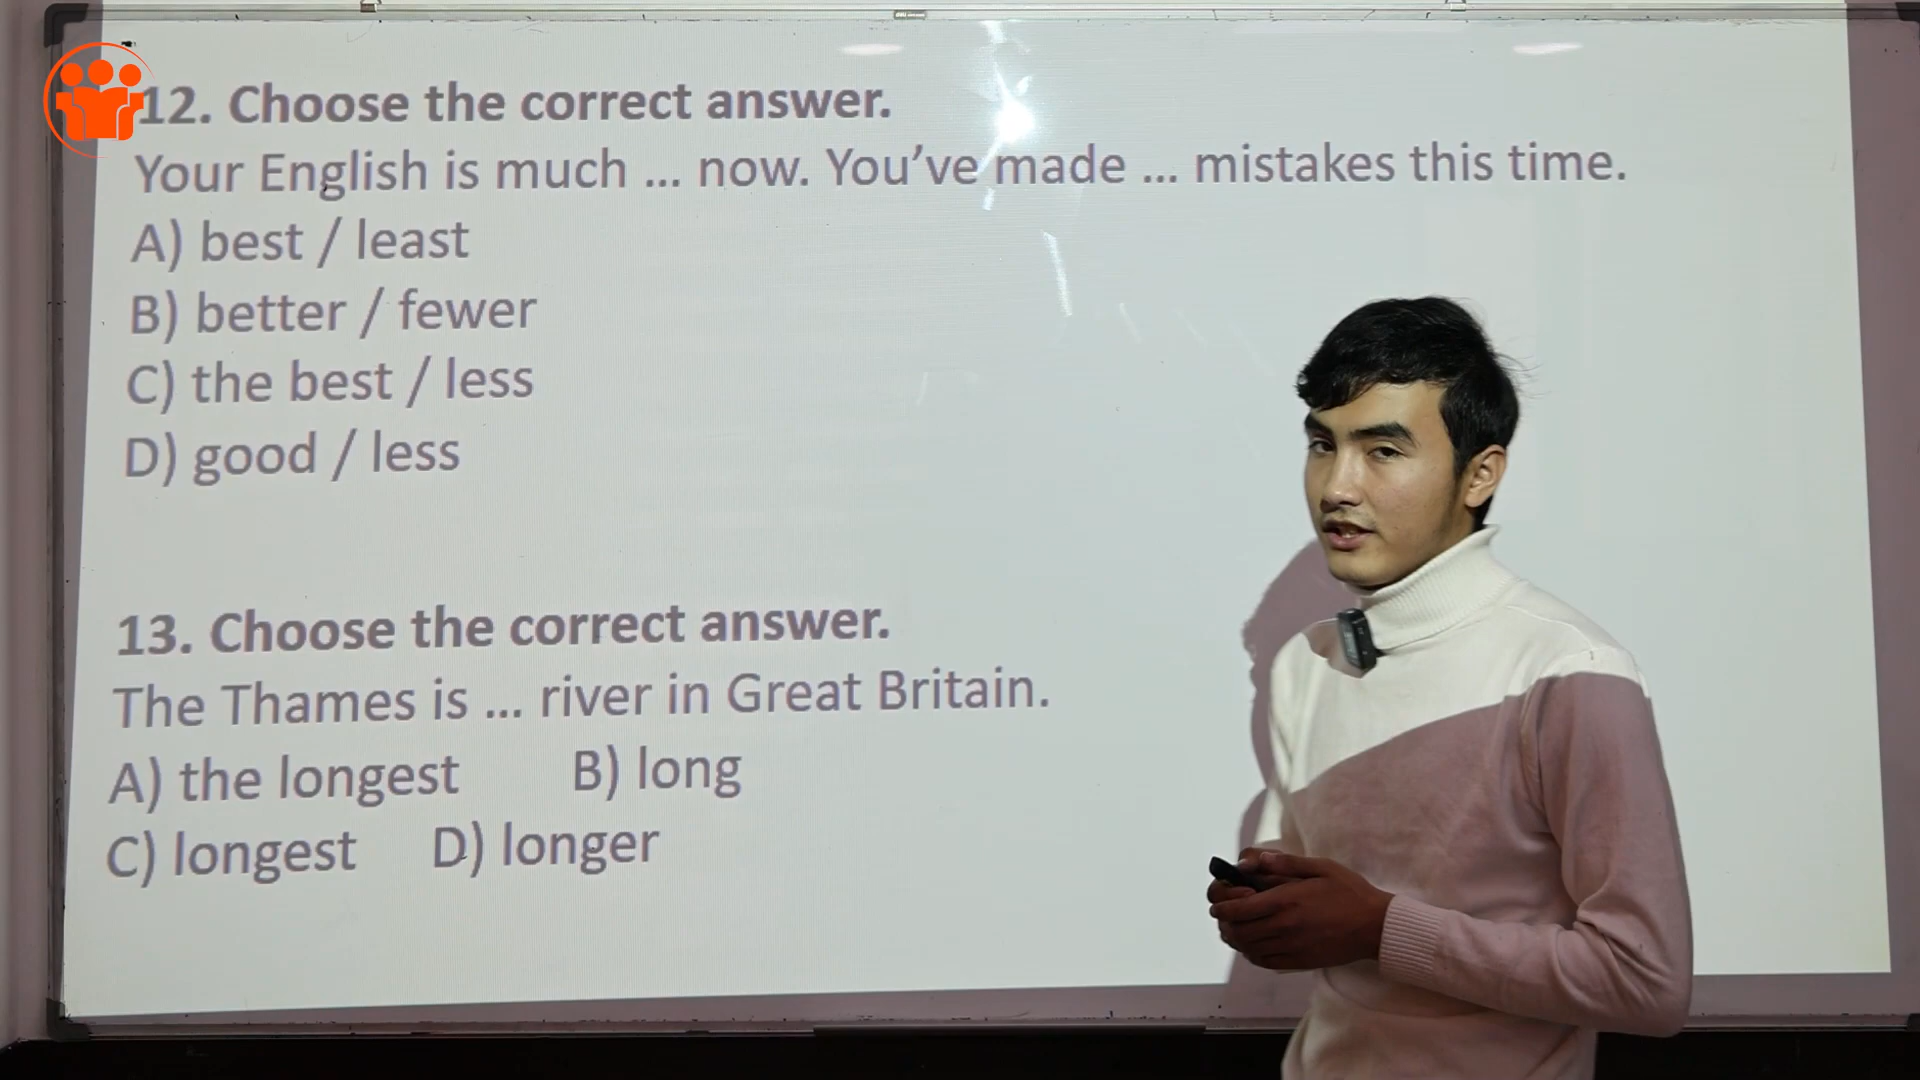 12. Choose the correct answer.
Your English is much ... now. You’ve made ... mistakes this time.
A) best / least
B) better / fewer
C) the best / less
D) good / less
13. Choose the correct answer.
The Thames is ... river in Great Britain.
A) the longest B) long
C) longest D) longer